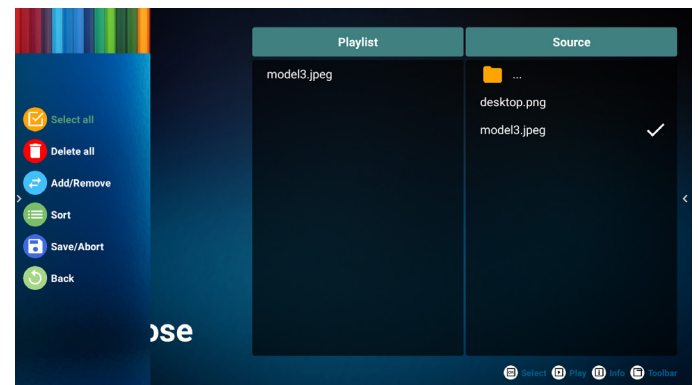 Playlist
Source
model3.jpeg
...
desktop.png
model3.jpeg
Select all
Delete all
Add/Remove
Sort
Save/Abort
Back
ose
Select
Play
Info
Toolbar